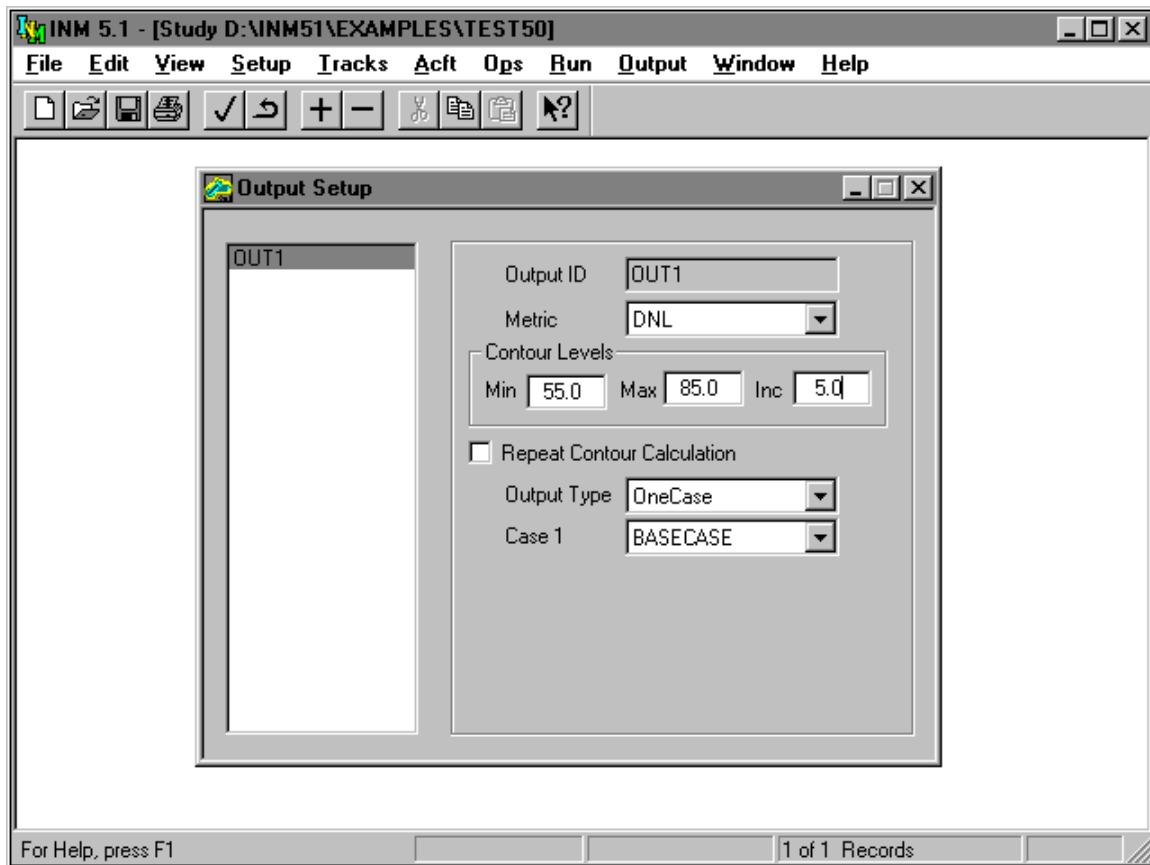 INM 5.1 - [Study D:\INM51\EXAMPLES\TEST50]
File Edit View Setup Tracks Acft Ops Run Output Window Help
Output Setup
OUT1
Output ID OUT1
Metric DNL
Contour Levels
Min 55.0 Max 85.0 Inc 5.0
Repeat Contour Calculation
Output Type OneCase
Case 1 BASECASE
For Help, press F1 1 of 1 Records